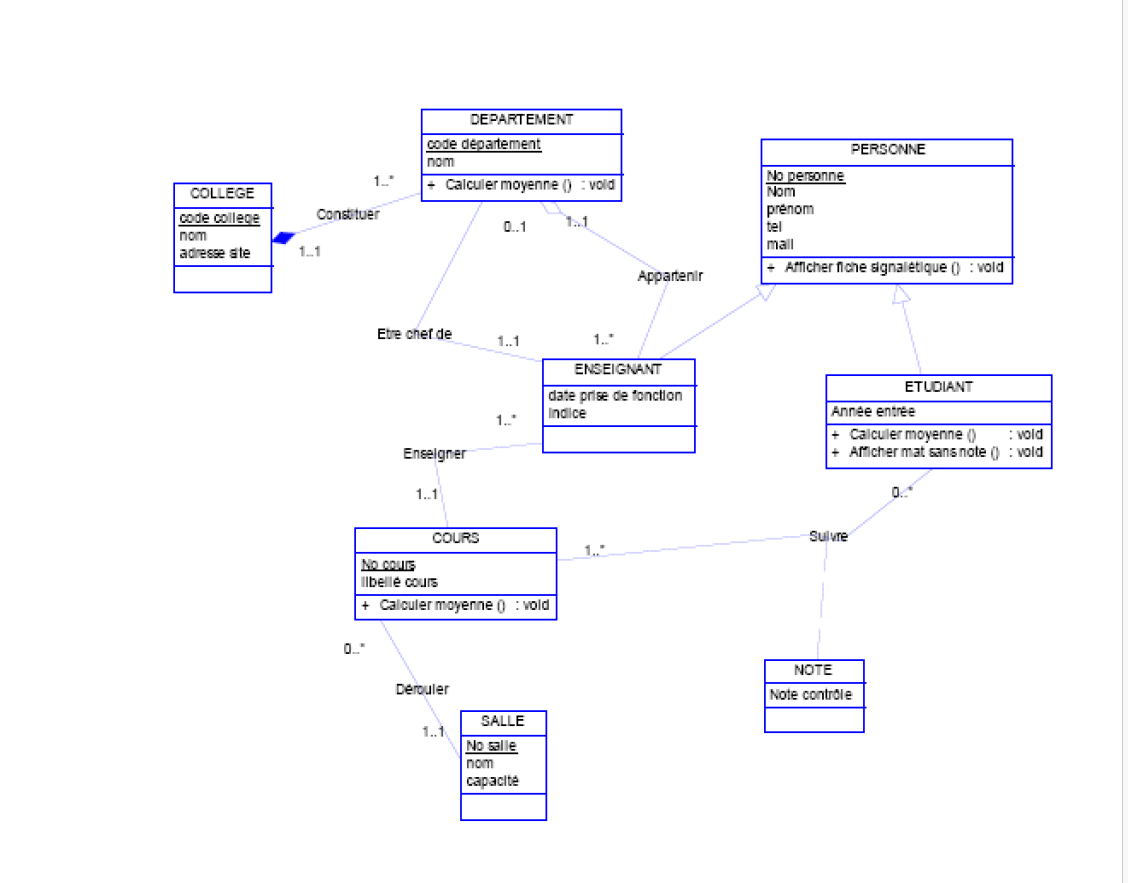 DEPARTEMENT
code département
nom
+ Calculer moyenne () : void
PERSONNE
No personne
Nom
prénom
tel
mail
+ Afficher fiche signalétique () : void
COLLEGE
code college
nom
adresse site
1..*
Constituer
1..1
0..1
1..1
Appartenir
Etre chef de
1..1
1..*
ENSEIGNANT
date prise de fonction
indice
ETUDIANT
Année entrée
+ Calculer moyenne () : void
+ Afficher mat sans note () : void
1..*
Enseigner
1..1
0..*
Suivre
1..*
COURS
No cours
libellé cours
+ Calculer moyenne () : void
0..*
Dérouler
1..1
SALLE
No salle
nom
capacité
NOTE
Note contrôle